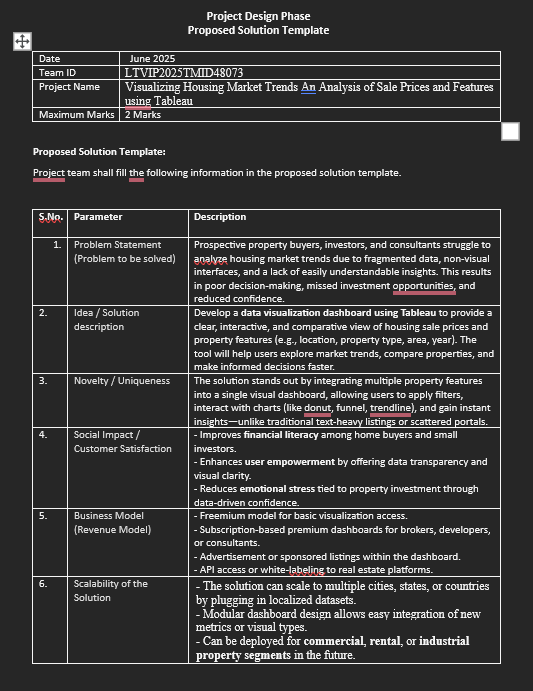 Project Design Phase
Proposed Solution Template
Date June 2025
Team ID LTVIP2025TMID48073
Project Name Visualizing Housing Market Trends An Analysis of Sale Prices and Features
using Tableau
Maximum Marks 2 Marks
Proposed Solution Template:
Project team shall fill the following information in the proposed solution template.
S.No. Parameter Description
1. Problem Statement Prospective property buyers, investors, and consultants struggle to
(Problem to be solved) analyze housing market trends due to fragmented data, non-visual
interfaces, and a lack of easily understandable insights. This results
in poor decision-making, missed investment opportunities, and
reduced confidence.
2. Idea / Solution Develop a data visualization dashboard using Tableau to provide a
description clear, interactive, and comparative view of housing sale prices and
property features (e.g., location, property type, area, year). The
tool will help users explore market trends, compare properties, and
make informed decisions faster.
3. Novelty / Uniqueness The solution stands out by integrating multiple property features
into a single visual dashboard, allowing users to apply filters,
interact with charts (like donut, funnel, trendline), and gain instant
insights—unlike traditional text-heavy listings or scattered portals.
4. Social Impact / - Improves financial literacy among home buyers and small
Customer Satisfaction investors.
- Enhances user empowerment by offering data transparency and
visual clarity.
- Reduces emotional stress tied to property investment through
data-driven confidence.
5. Business Model - Freemium model for basic visualization access.
(Revenue Model) - Subscription-based premium dashboards for brokers, developers,
or consultants.
- Advertisement or sponsored listings within the dashboard.
- API access or white-labeling to real estate platforms.
6. Scalability of the - The solution can scale to multiple cities, states, or countries
Solution by plugging in localized datasets.
- Modular dashboard design allows easy integration of new
metrics or visual types.
- Can be deployed for commercial, rental, or industrial
property segments in the future.